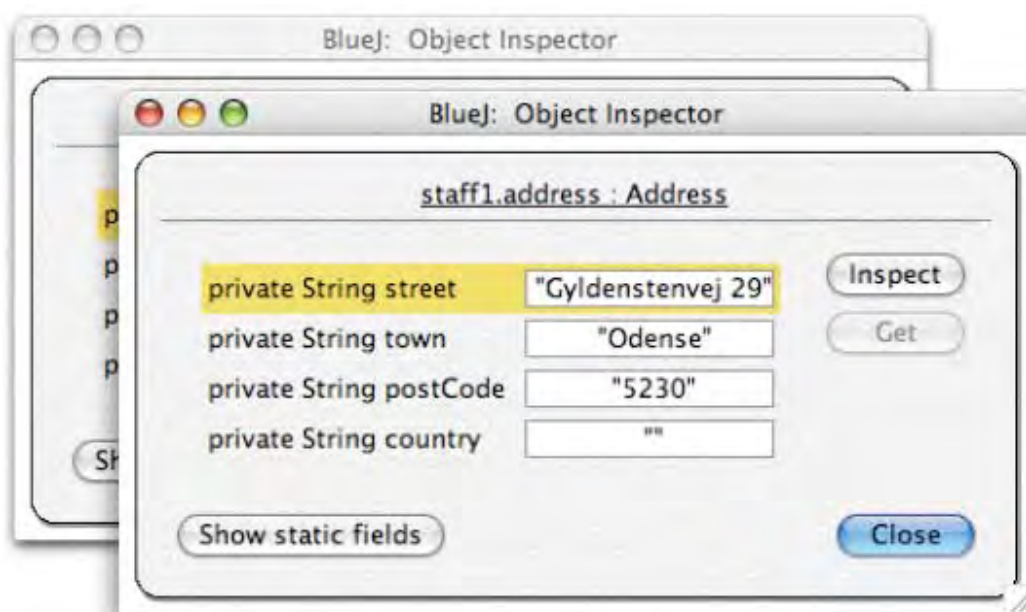 BlueJ: Object Inspector
BlueJ: Object Inspector
staff1.address : Address
p
private String street "Gyldenstenvej 29" Inspect
p
private String town "Odense" Get
p
private String postCode "5230"
p
private String country ""
Sh
Show static fields Close